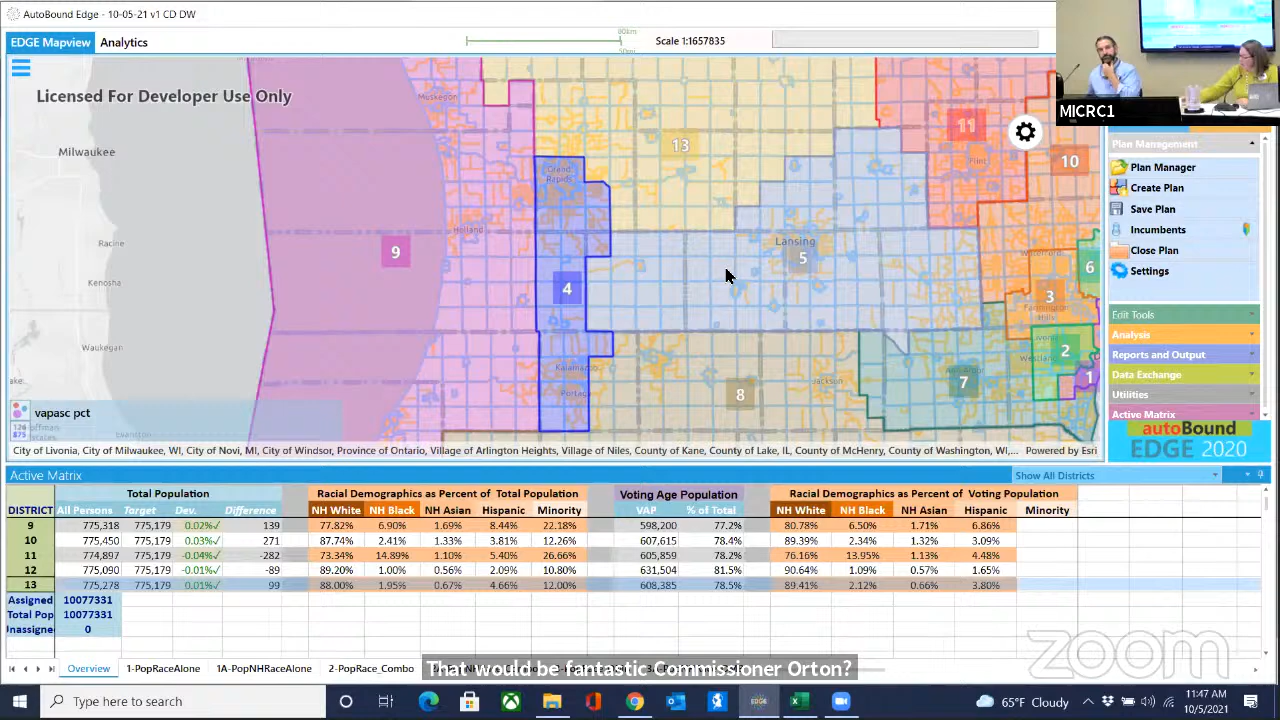 AutoBound Edge - 10-05-21 v1 CD DW
EDGE Mapview Analytics
80km
50mi
Scale 1:1657835
Licensed For Developer Use Only
MICRC1
Muskegon
Milwaukee
13
11
Flint
10
Grand Rapids
Racine
Holland
Lansing
9
5
Kenosha
4
6
3
Farmington Hills
Waukegan
Westland
2
Kalamazoo
1
Portage
8
Jackson
7
vapasc pct
City of Livonia, City of Milwaukee, WI, City of Novi, MI, City of Windsor, Province of Ontario, Village of Arlington Heights, Village of Niles, County of Kane, County of Lake, IL, County of McHenry, County of Washington, WI,... Powered by Esri
Plan Management
Plan Manager
Create Plan
Save Plan
Incumbents
Close Plan
Settings
Edit Tools
Analysis
Reports and Output
Data Exchange
Utilities
Active Matrix
autoBound
EDGE 2020
Active Matrix
Show All Districts
Total Population Racial Demographics as Percent of Total Population Voting Age Population Racial Demographics as Percent of Voting Population
DISTRICT All Persons Target Dev. Difference NH White NH Black NH Asian Hispanic Minority VAP % of Total NH White NH Black NH Asian Hispanic Minority
9 775,318 775,179 0.02%✓ 139 77.82% 6.90% 1.69% 8.44% 22.18% 598,200 77.2% 80.78% 6.50% 1.71% 6.86%
10 775,450 775,179 0.03%✓ 271 87.74% 2.41% 1.33% 3.81% 12.26% 607,615 78.4% 89.39% 2.34% 1.32% 3.09%
11 774,897 775,179 -0.04%✓ -282 73.34% 14.89% 1.10% 5.40% 26.66% 605,859 78.2% 76.16% 13.95% 1.13% 4.48%
12 775,090 775,179 -0.01%✓ -89 89.20% 1.00% 0.56% 2.09% 10.80% 631,504 81.5% 90.64% 1.09% 0.57% 1.65%
13 775,278 775,179 0.01%✓ 99 88.00% 1.95% 0.67% 4.66% 12.00% 608,385 78.5% 89.41% 2.12% 0.66% 3.80%
Assigned 10077331
Total Pop 10077331
Unassigne 0
Overview 1-PopRaceAlone 1A-PopNHRaceAlone 2-PopRace_Combo
That would be fantastic Commissioner Orton?
zoom
Type here to search
65°F Cloudy
11:47 AM
10/5/2021